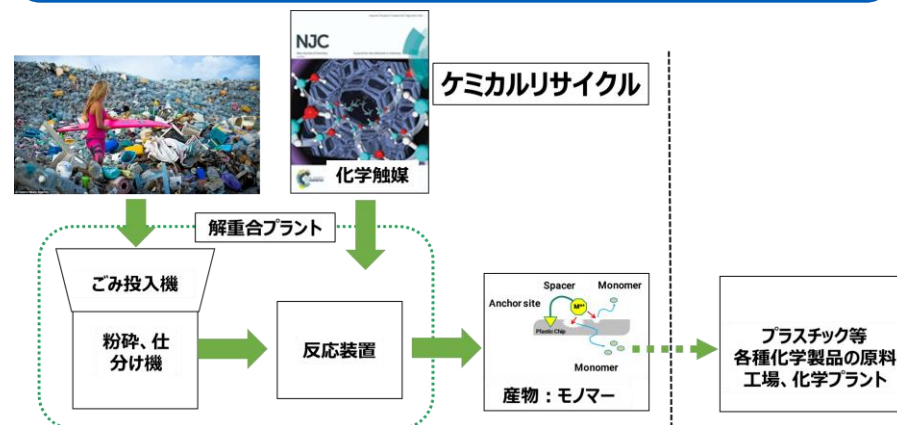 NJC
ケミカルリサイクル
化学触媒
解重合プラント
ごみ投入機
粉砕、仕
分け機
反応装置
Spacer
Monomer
Anchor site
M⁺ⁿ
Plastic Chip
Monomer
産物：モノマー
プラスチック等
各種化学製品の原料
工場、化学プラント